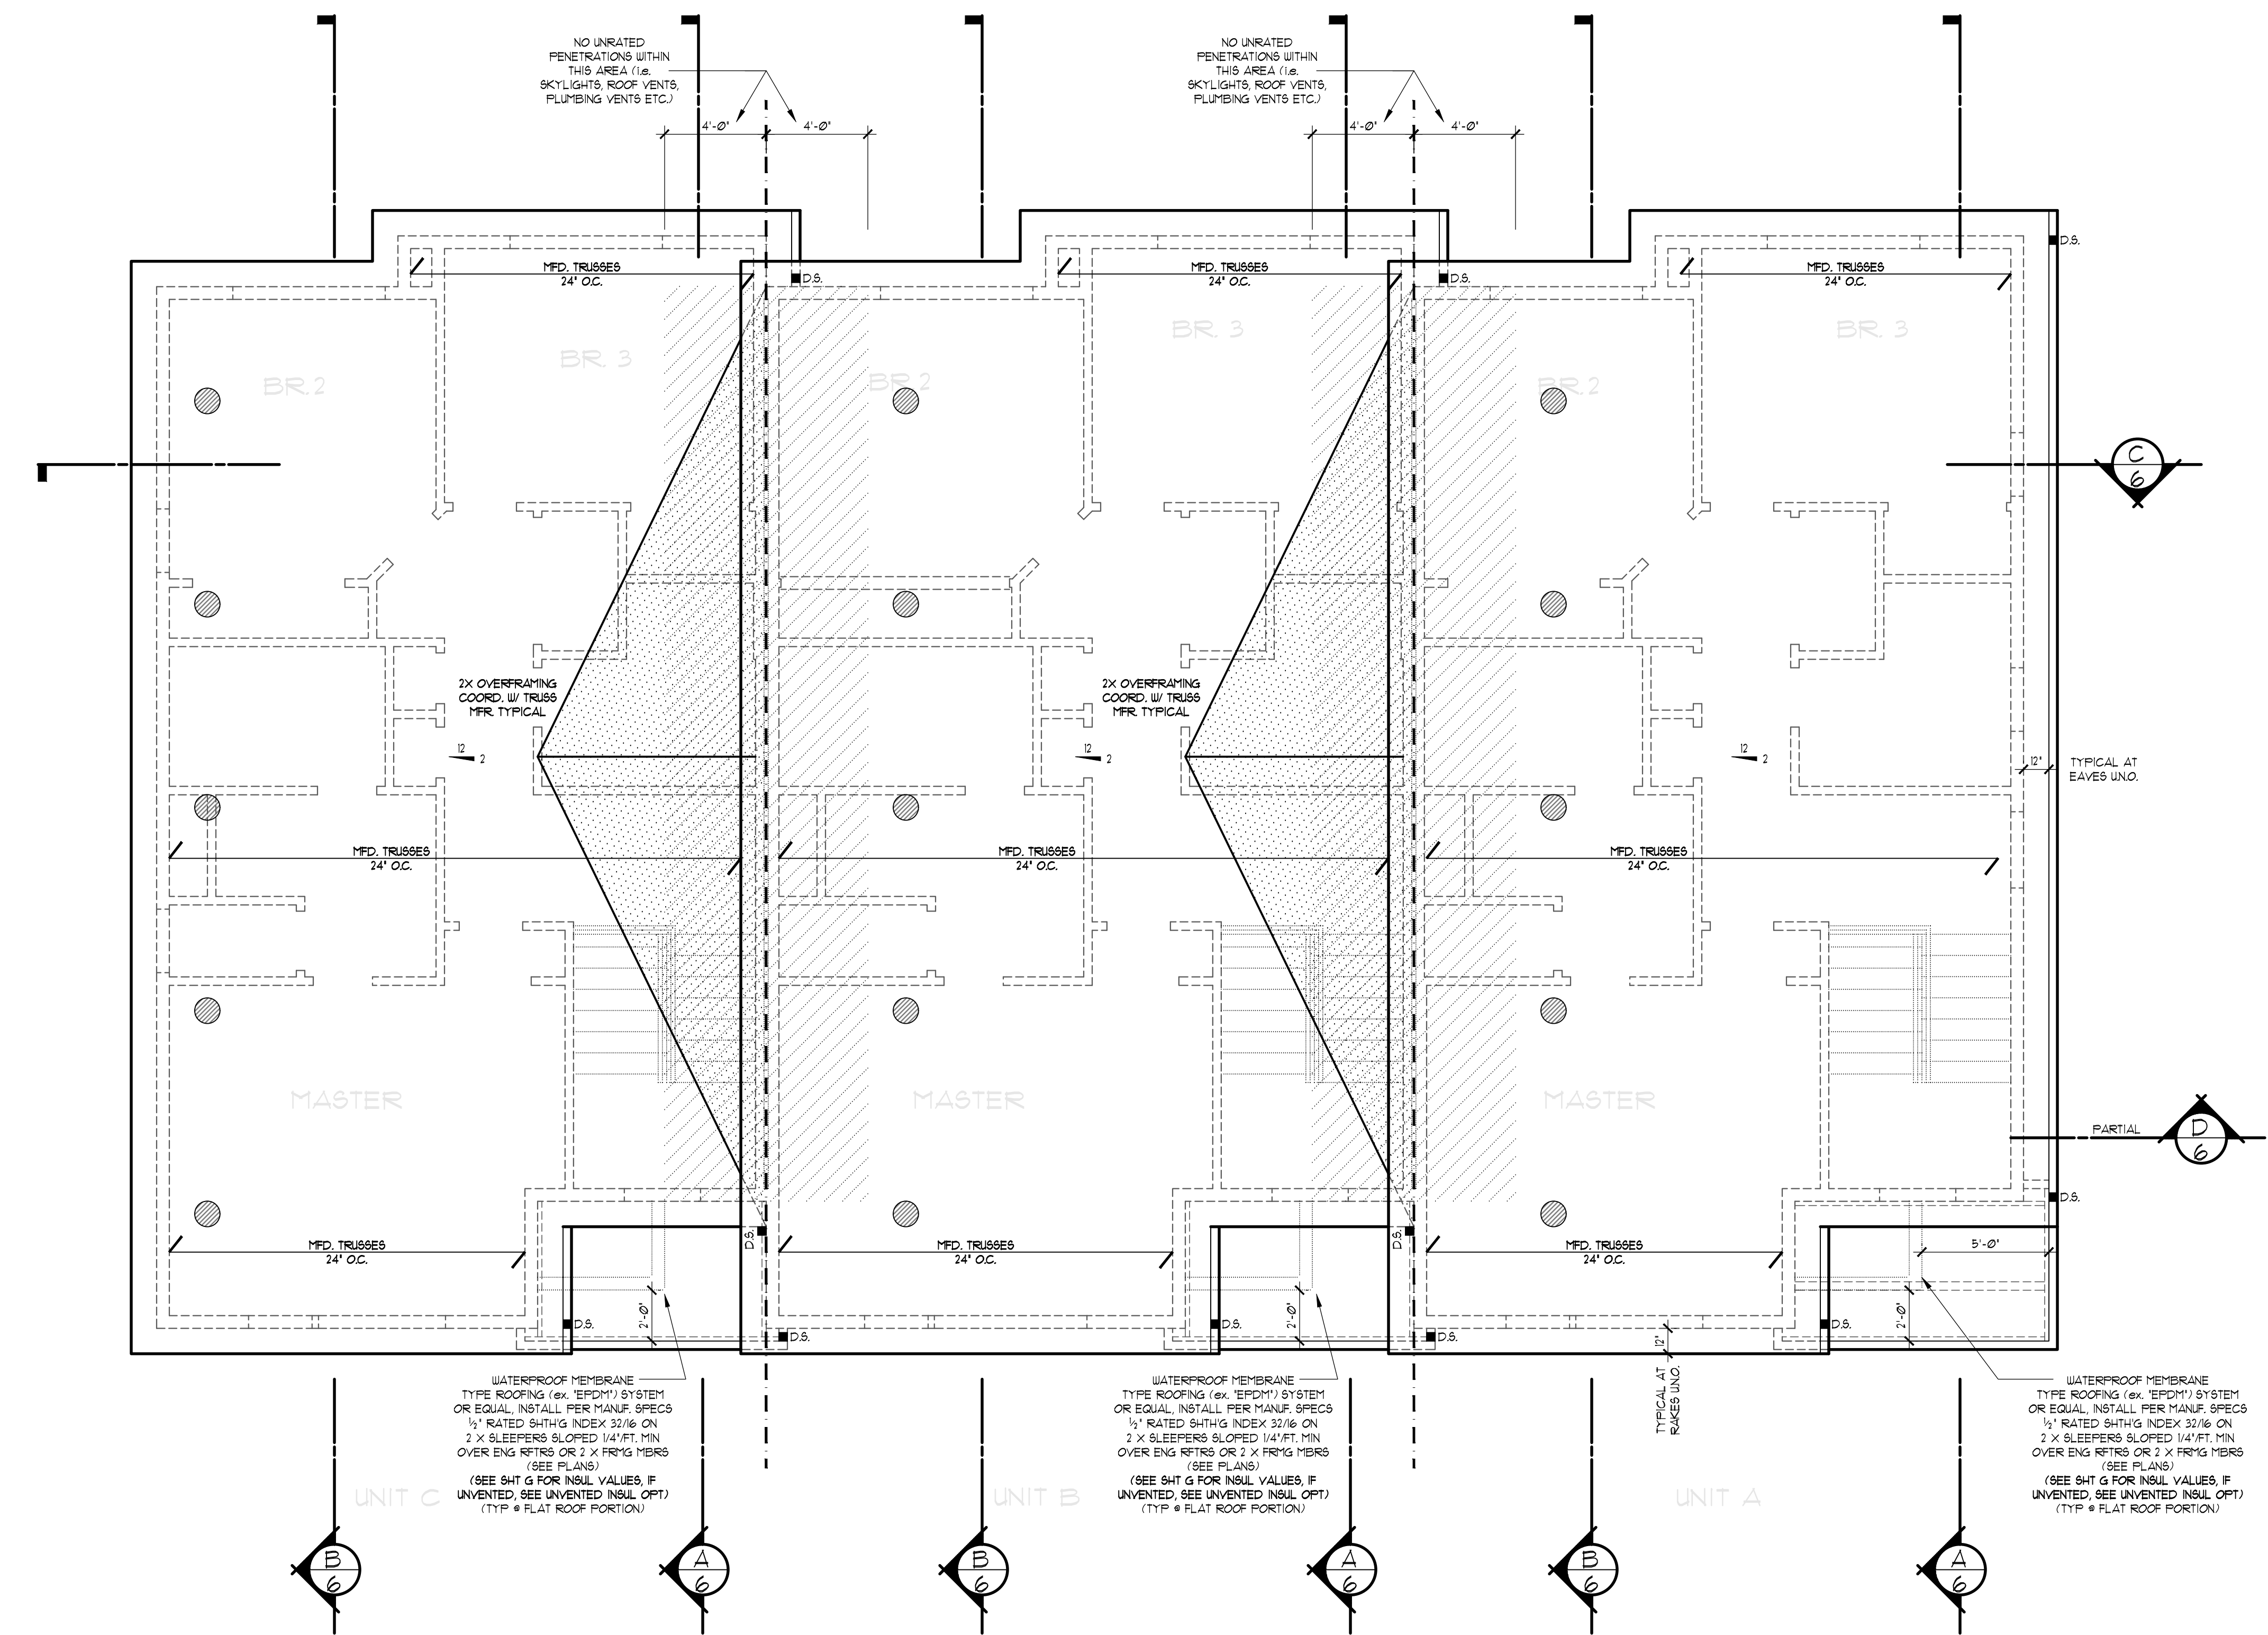 NO UNRATED
PENETRATIONS WITHIN
THIS AREA (i.e.
SKYLIGHTS, ROOF VENTS,
PLUMBING VENTS ETC.)
4'-0"
4'-0"
NO UNRATED
PENETRATIONS WITHIN
THIS AREA (i.e.
SKYLIGHTS, ROOF VENTS,
PLUMBING VENTS ETC.)
4'-0"
4'-0"
D.S.
MFD. TRUSSES
24" O.C.
D.S.
MFD. TRUSSES
24" O.C.
D.S.
MFD. TRUSSES
24" O.C.
BR.2
BR. 3
BR.2
BR. 3
BR.2
BR. 3
C
6
2X OVERFRAMING
COORD. W/ TRUSS
MFR. TYPICAL
2X OVERFRAMING
COORD. W/ TRUSS
MFR. TYPICAL
12
2
12
2
12
2
12"
TYPICAL AT
EAVES U.N.O.
MFD. TRUSSES
24" O.C.
MFD. TRUSSES
24" O.C.
MFD. TRUSSES
24" O.C.
MASTER
MASTER
MASTER
PARTIAL
D
6
D.S.
MFD. TRUSSES
24" O.C.
D.S.
MFD. TRUSSES
24" O.C.
D.S.
MFD. TRUSSES
24" O.C.
5'-0"
D.S.
2'-0"
D.S.
D.S.
2'-0"
D.S.
12"
TYPICAL AT
RAKES U.N.O.
D.S.
2'-0"
WATERPROOF MEMBRANE
TYPE ROOFING (ex. "EPDM") SYSTEM
OR EQUAL, INSTALL PER MANUF. SPECS
½" RATED SHTH'G INDEX 32/16 ON
2 X SLEEPERS SLOPED 1/4"/FT. MIN
OVER ENG RFTRS OR 2 X FRMG MBRS
(SEE PLANS)
(SEE SHT G FOR INSUL VALUES, IF
UNVENTED, SEE UNVENTED INSUL OPT)
(TYP @ FLAT ROOF PORTION)
WATERPROOF MEMBRANE
TYPE ROOFING (ex. "EPDM") SYSTEM
OR EQUAL, INSTALL PER MANUF. SPECS
½" RATED SHTH'G INDEX 32/16 ON
2 X SLEEPERS SLOPED 1/4"/FT. MIN
OVER ENG RFTRS OR 2 X FRMG MBRS
(SEE PLANS)
(SEE SHT G FOR INSUL VALUES, IF
UNVENTED, SEE UNVENTED INSUL OPT)
(TYP @ FLAT ROOF PORTION)
WATERPROOF MEMBRANE
TYPE ROOFING (ex. "EPDM") SYSTEM
OR EQUAL, INSTALL PER MANUF. SPECS
½" RATED SHTH'G INDEX 32/16 ON
2 X SLEEPERS SLOPED 1/4"/FT. MIN
OVER ENG RFTRS OR 2 X FRMG MBRS
(SEE PLANS)
(SEE SHT G FOR INSUL VALUES, IF
UNVENTED, SEE UNVENTED INSUL OPT)
(TYP @ FLAT ROOF PORTION)
UNIT C
UNIT B
UNIT A
B
6
A
6
B
6
A
6
B
6
A
6